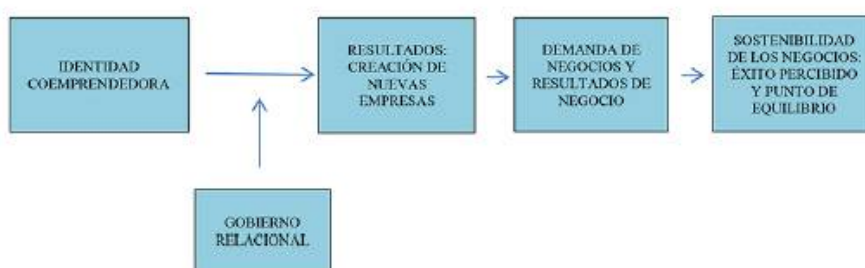 IDENTIDAD
COEMPRENDEDORA
RESULTADOS:
CREACIÓN DE
NUEVAS
EMPRESAS
DEMANDA DE
NEGOCIOS Y
RESULTADOS DE
NEGOCIO
SOSTENIBILIDAD
DE LOS NEGOCIOS:
ÉXITO PERCIBIDO
Y PUNTO DE
EQUILIBRIO
GOBIERNO
RELACIONAL